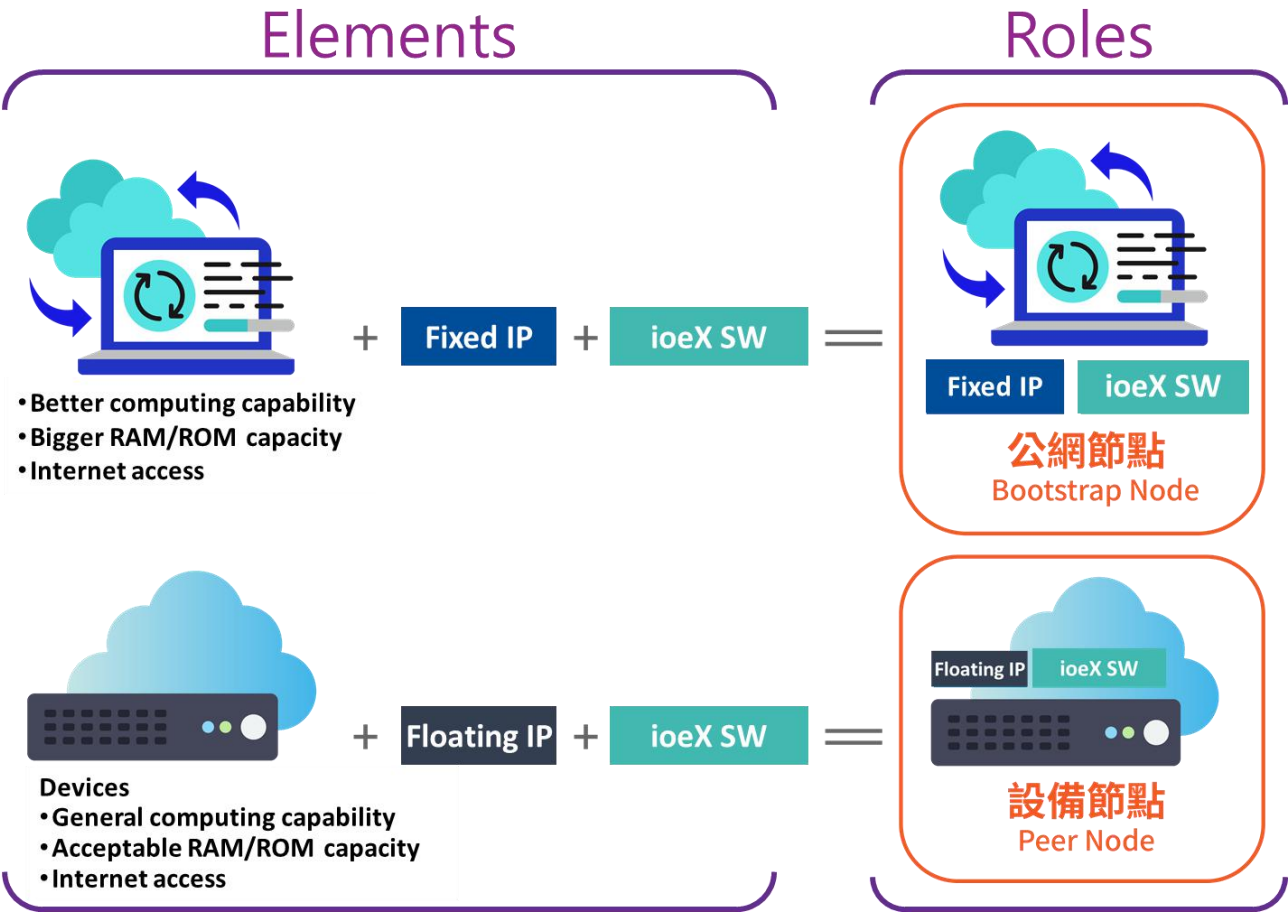 Elements
Roles
+
Fixed IP
+
ioeX SW
=
• Better computing capability
• Bigger RAM/ROM capacity
• Internet access
Fixed IP
ioeX SW
公網節點
Bootstrap Node
+
Floating IP
+
ioeX SW
=
Devices
• General computing capability
• Acceptable RAM/ROM capacity
• Internet access
Floating IP
ioeX SW
設備節點
Peer Node